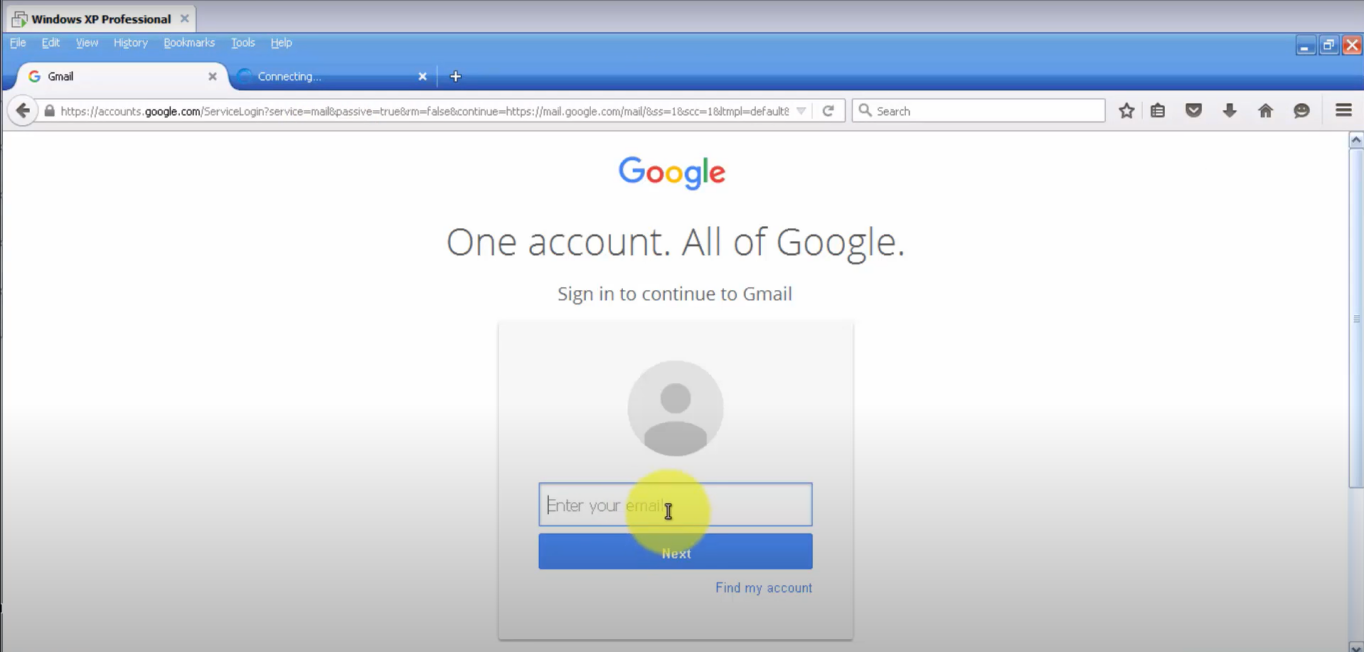 Windows XP Professional
File Edit View History Bookmarks Tools Help
Gmail Connecting...
https://accounts.google.com/ServiceLogin?service=mail&passive=true&rm=false&continue=https://mail.google.com/mail/&ss=1&scc=1&ltmpl=default& Search
Google
One account. All of Google.
Sign in to continue to Gmail
Enter your email
Next
Find my account